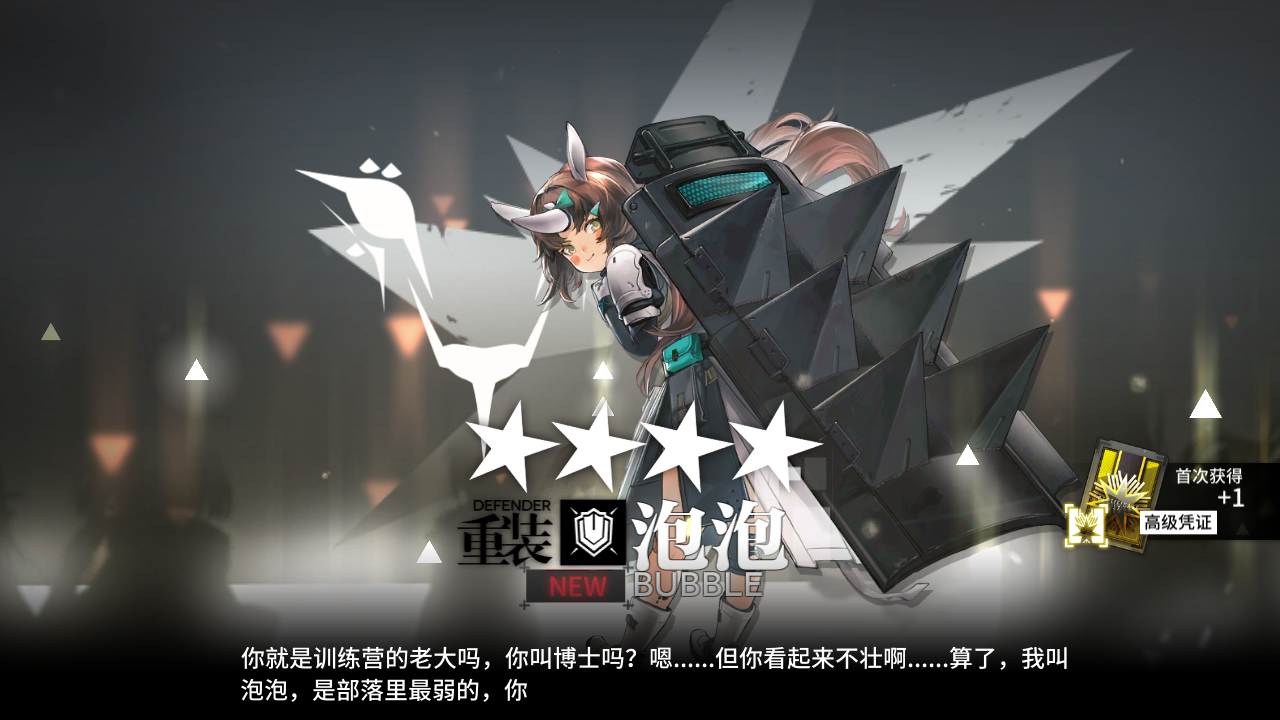 首次获得
+1
高级凭证
DEFENDER
重装
泡泡
NEW
BUBBLE
你就是训练营的老大吗，你叫博士吗？嗯......但你看起来不壮啊......算了，我叫
泡泡，是部落里最弱的，你